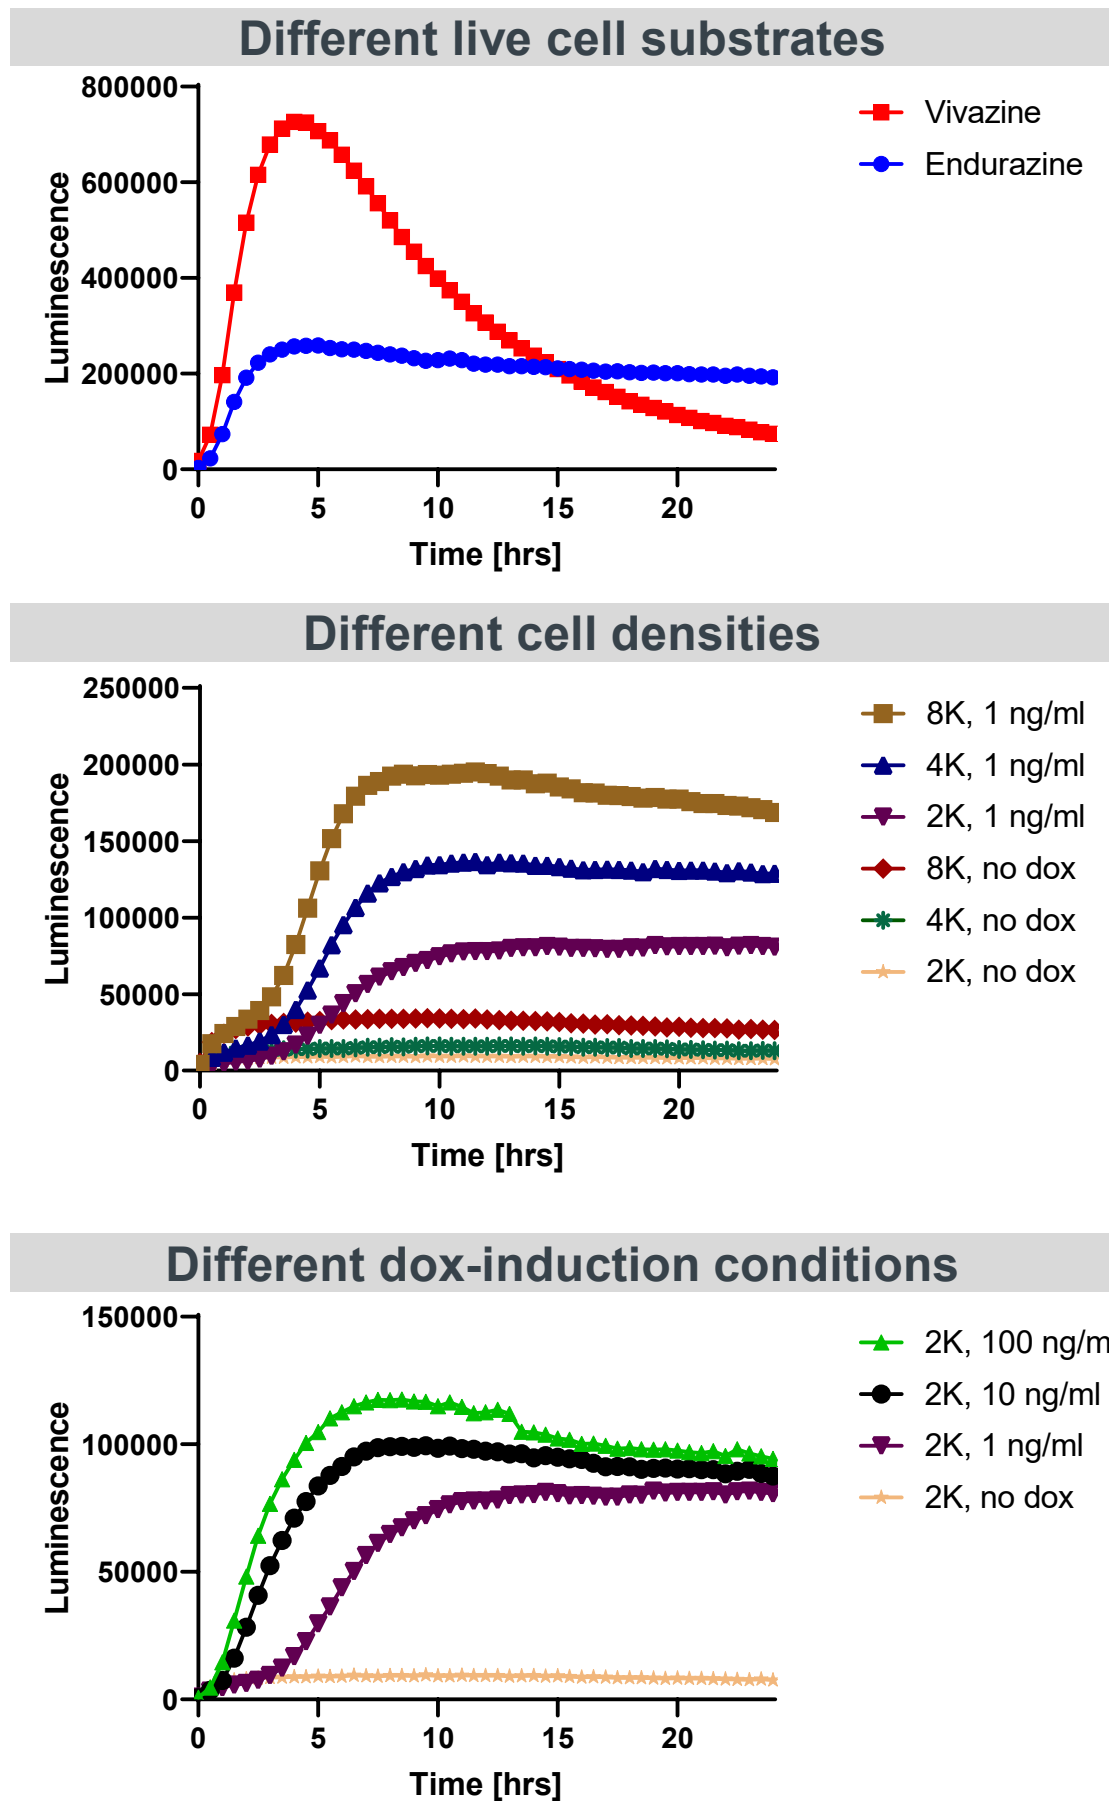 Different live cell substrates
800000
600000
400000
200000
0
Luminescence
0 5 10 15 20
Time [hrs]
Vivazine
Endurazine
Different cell densities
250000
200000
150000
100000
50000
0
Luminescence
0 5 10 15 20
Time [hrs]
8K, 1 ng/ml
4K, 1 ng/ml
2K, 1 ng/ml
8K, no dox
4K, no dox
2K, no dox
Different dox-induction conditions
150000
100000
50000
0
Luminescence
0 5 10 15 20
Time [hrs]
2K, 100 ng/m
2K, 10 ng/ml
2K, 1 ng/ml
2K, no dox